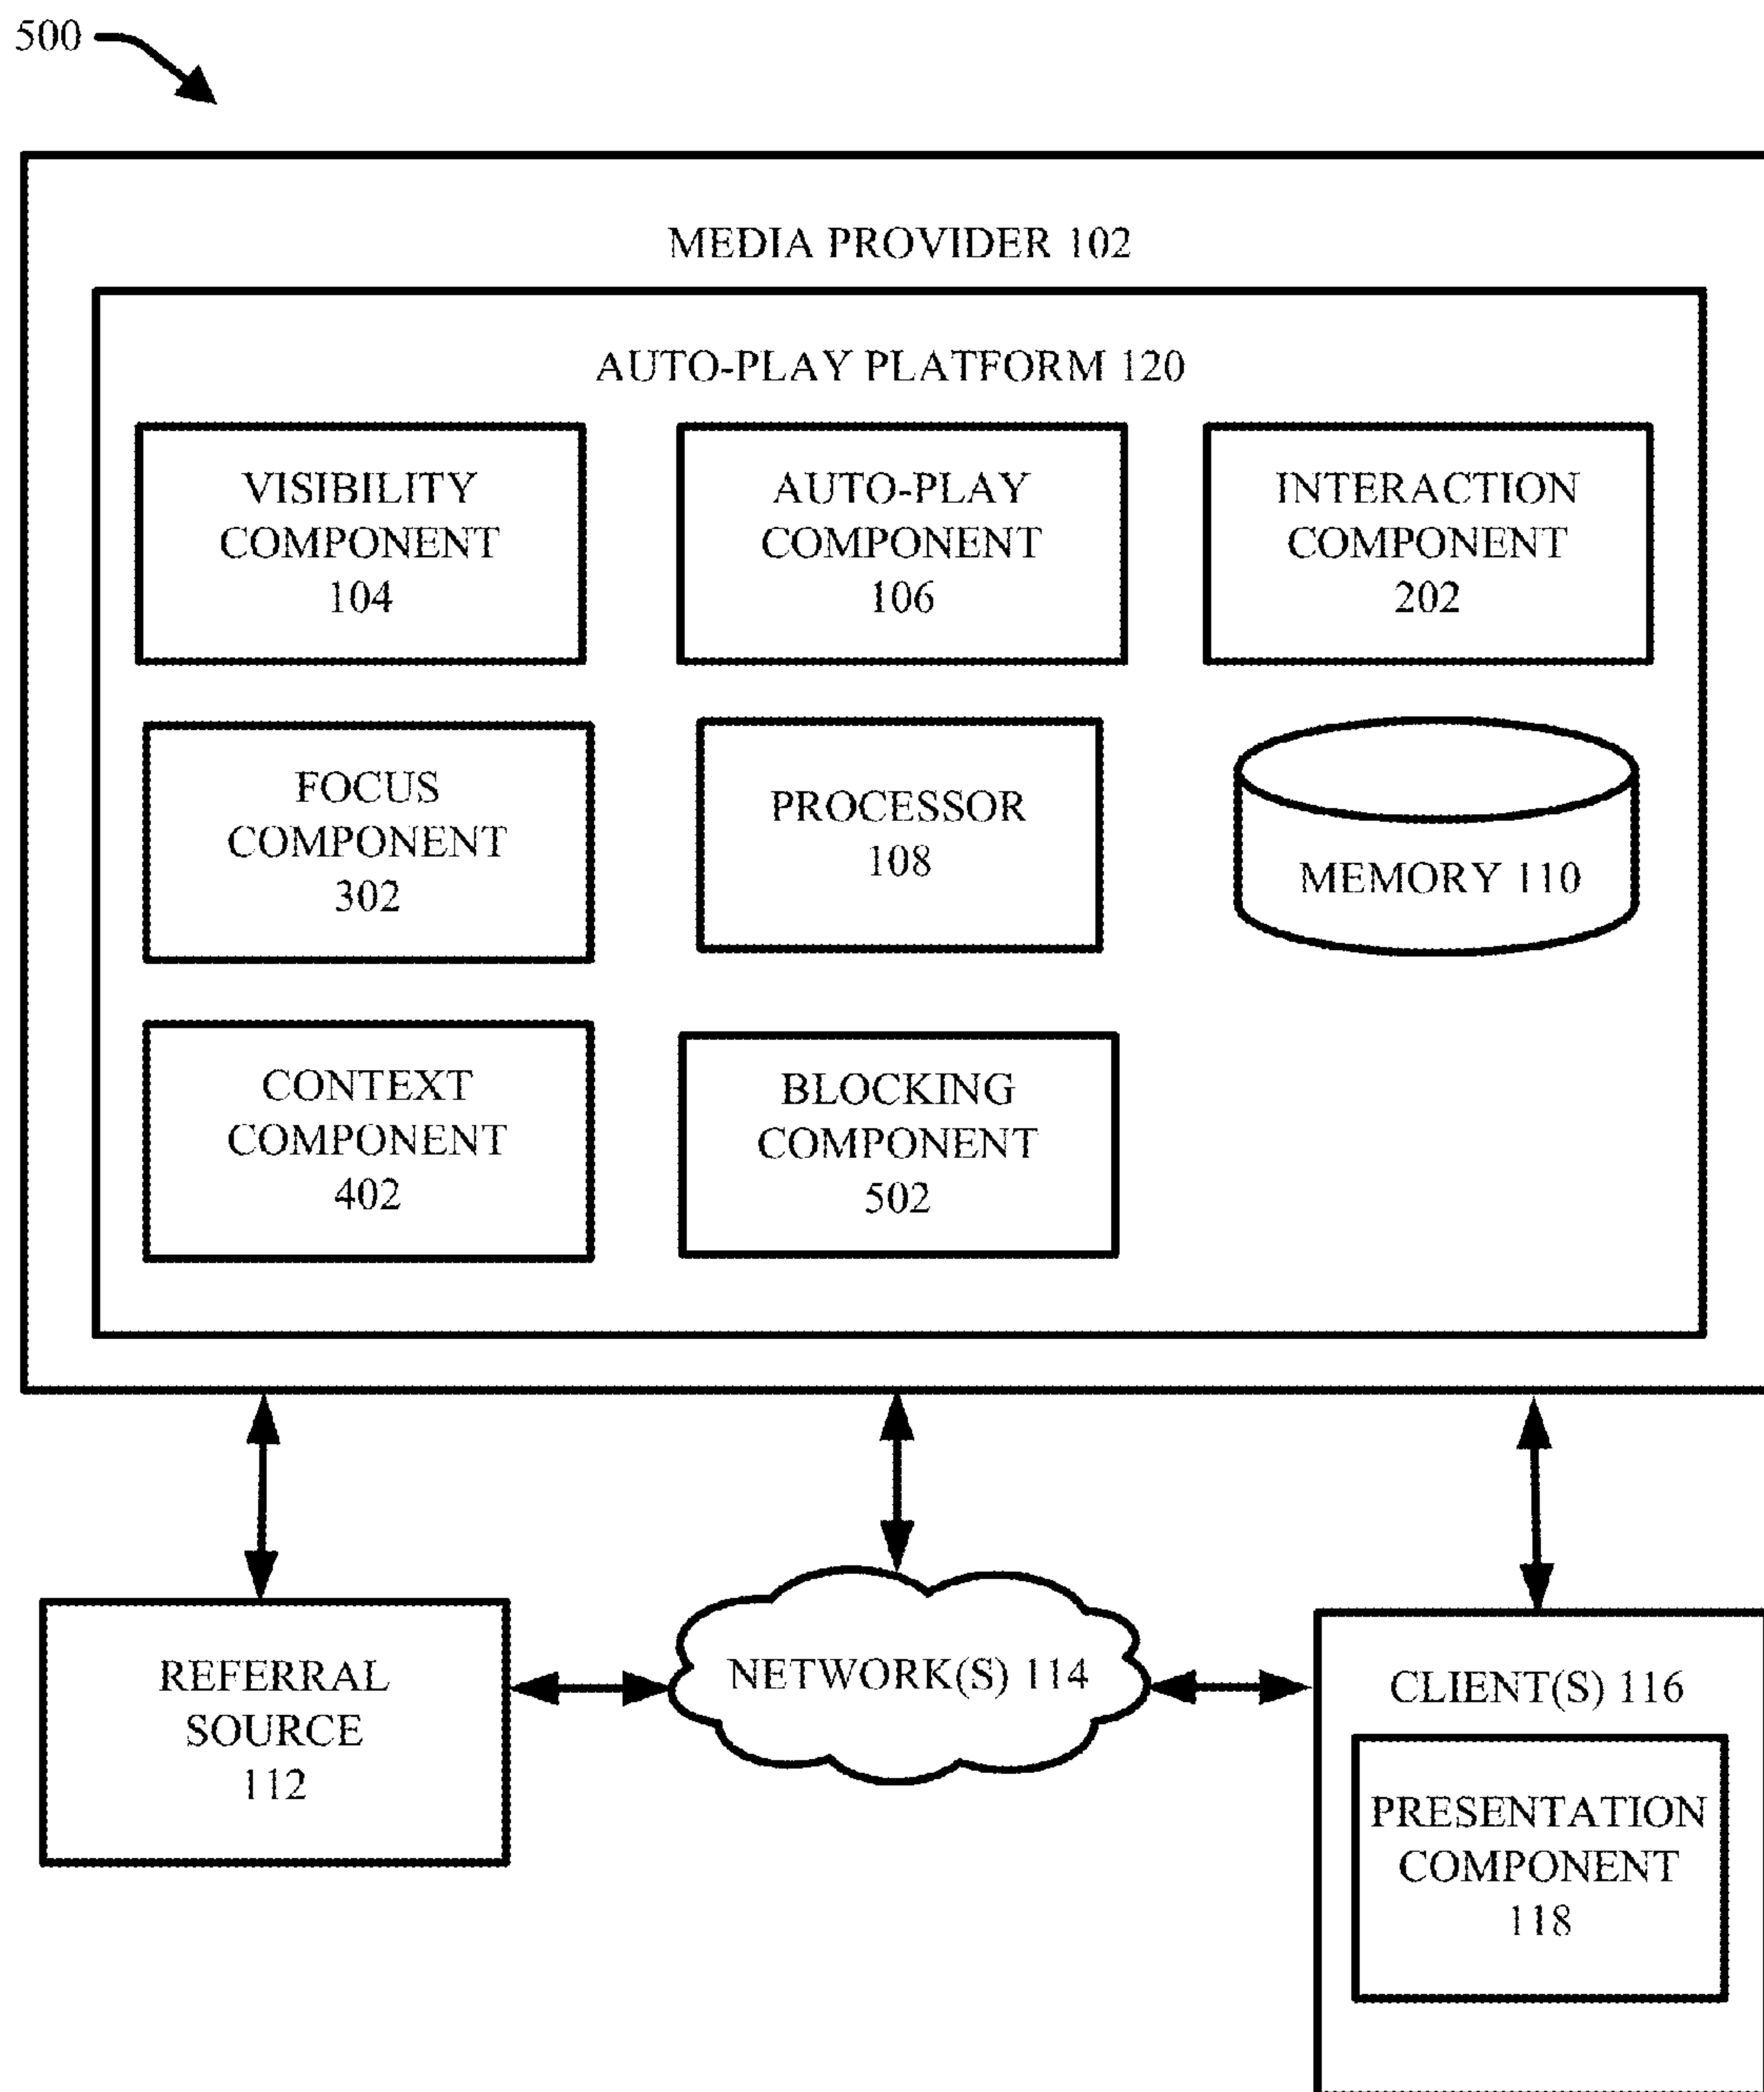 500
MEDIA PROVIDER 102
AUTO-PLAY PLATFORM 120
VISIBILITY
COMPONENT
104
AUTO-PLAY
COMPONENT
106
INTERACTION
COMPONENT
202
FOCUS
COMPONENT
302
PROCESSOR
108
MEMORY 110
CONTEXT
COMPONENT
402
BLOCKING
COMPONENT
502
REFERRAL
SOURCE
112
NETWORK(S) 114
CLIENT(S) 116
PRESENTATION
COMPONENT
118